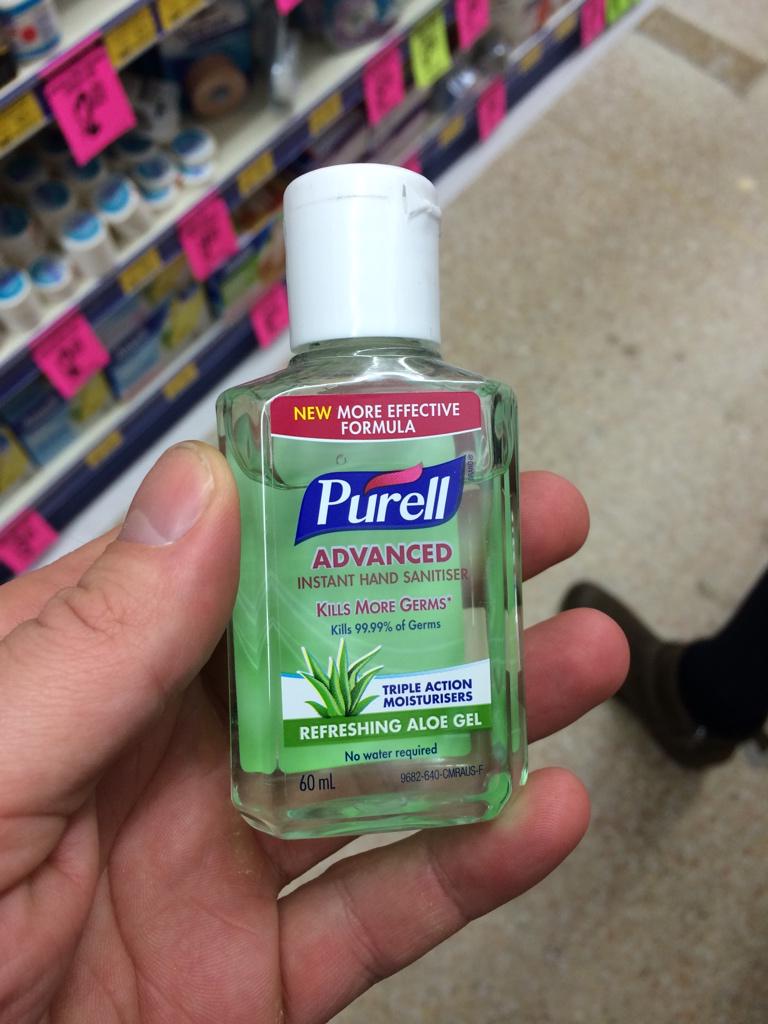 NEW MORE EFFECTIVE
FORMULA
Purell
ADVANCED
INSTANT HAND SANITISER
KILLS MORE GERMS*
Kills 99.99% of Germs
TRIPLE ACTION
MOISTURISERS
REFRESHING ALOE GEL
No water required
60 mL
9682-640-CMRAUS-F